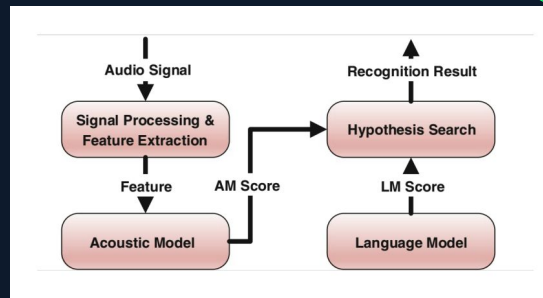 Audio Signal
Recognition Result
Signal Processing &
Feature Extraction
Hypothesis Search
Feature
AM Score
LM Score
Acoustic Model
Language Model